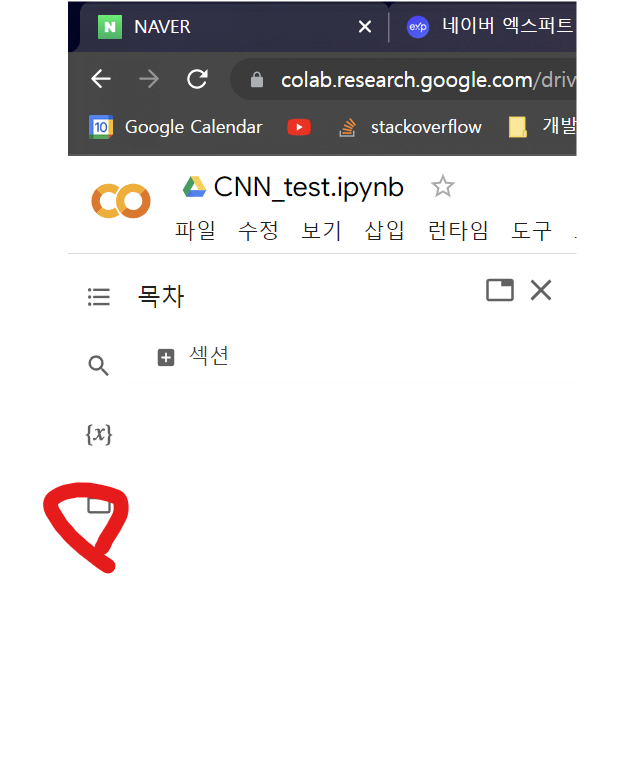 N NAVER
exp 네이버 엑스퍼트
colab.research.google.com/driv
10 Google Calendar stackoverflow 개발
CNN_test.ipynb
파일 수정 보기 삽입 런타임 도구
목차
섹션
{x}